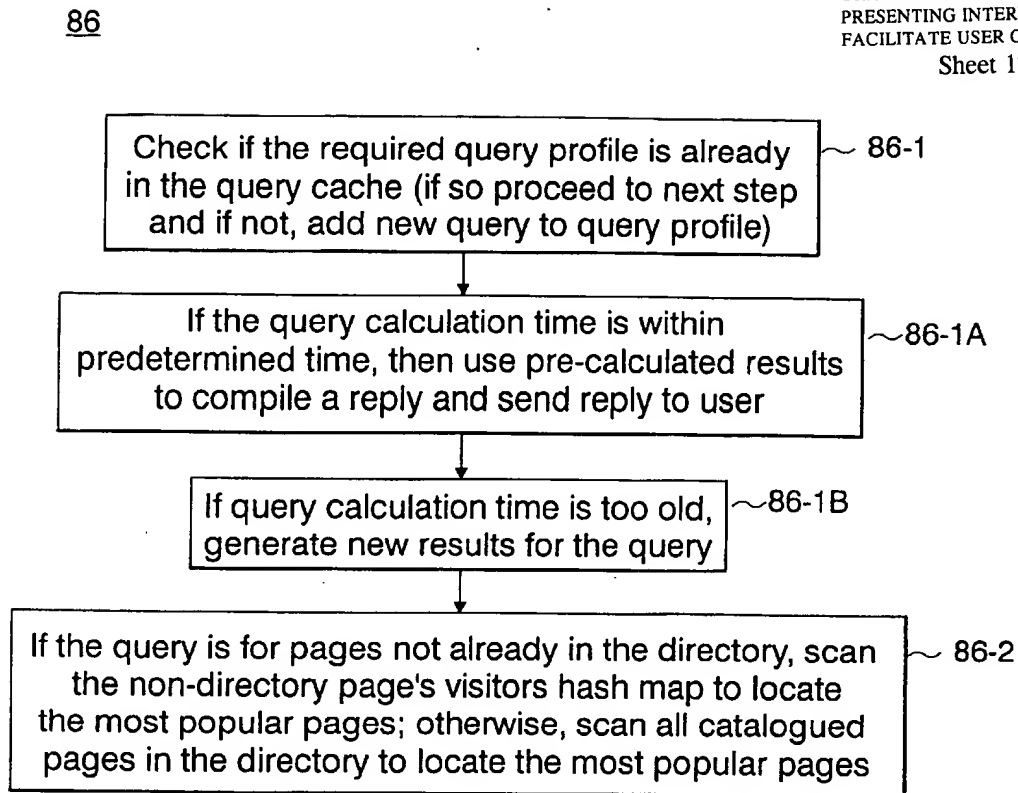 86
PRESENTING INTER
FACILITATE USER
Sheet 1
Check if the required query profile is already
in the query cache (if so proceed to next step
and if not, add new query to query profile)
86-1
If the query calculation time is within
predetermined time, then use pre-calculated results
to compile a reply and send reply to user
86-1A
If query calculation time is too old,
generate new results for the query
86-1B
If the query is for pages not already in the directory, scan
the non-directory page's visitors hash map to locate
the most popular pages; otherwise, scan all catalogued
pages in the directory to locate the most popular pages
86-2